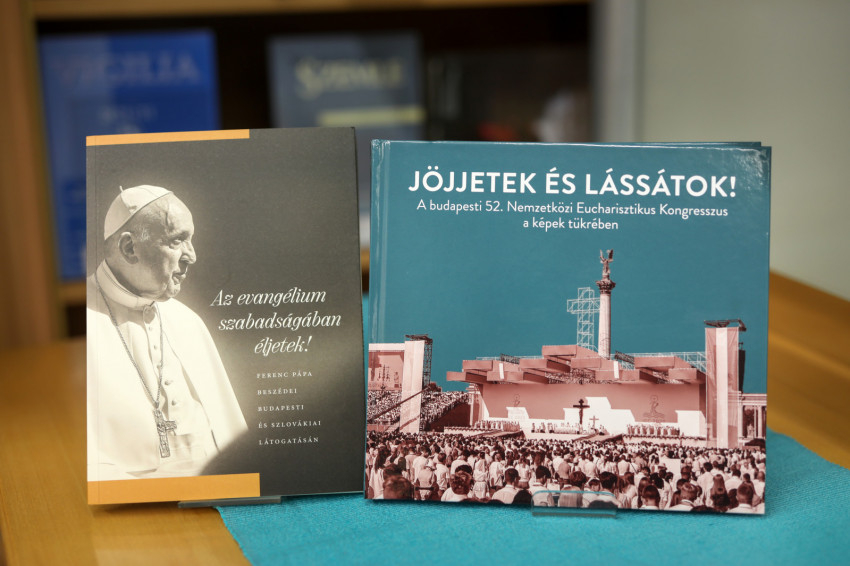 VIGILIA
Az evangélium
szabadságában
éljetek!
FERENC PÁPA
BESZÉDEI
BUDAPESTI
ÉS SZLOVÁKIAI
LÁTOGATÁSÁN
JÖJJETEK ÉS LÁSSÁTOK!
A budapesti 52. Nemzetközi Eucharisztikus Kongresszus
a képek tükrében